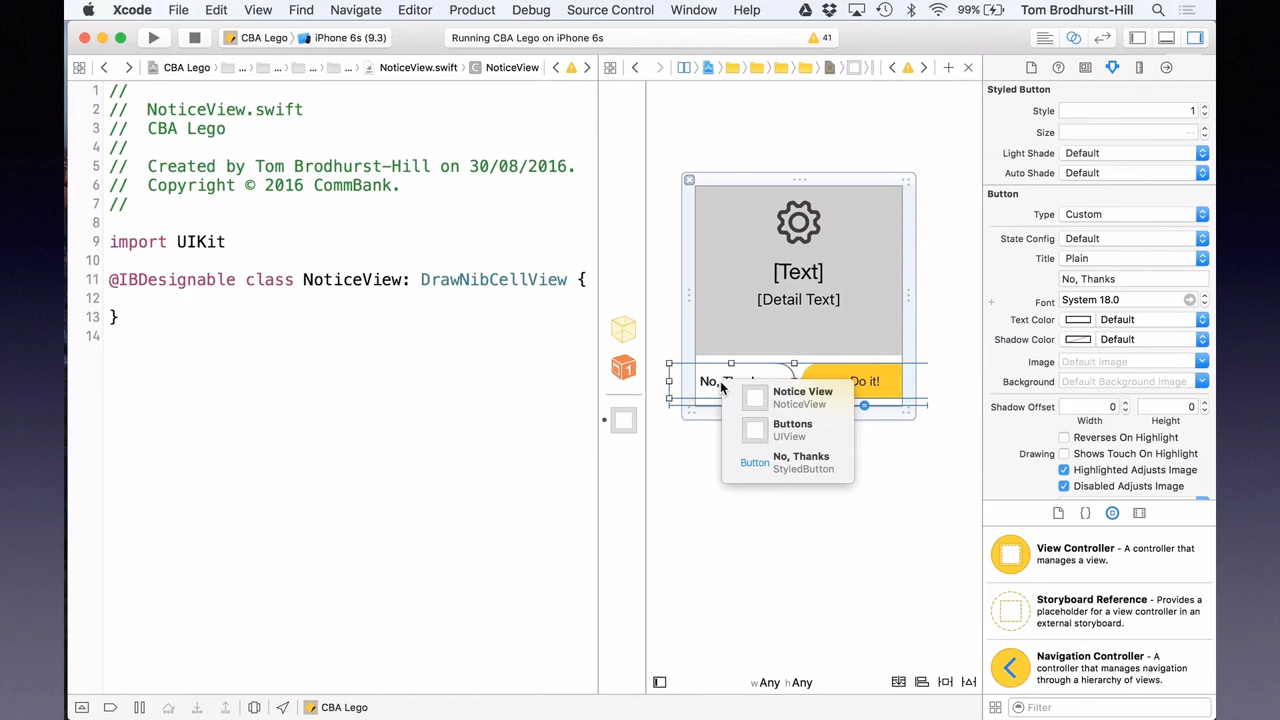 Xcode File Edit View Find Navigate Editor Product Debug Source Control Window Help 99% Tom Brodhurst-Hill
CBA Lego iPhone 6s (9.3) Running CBA Lego on iPhone 6s 41
CBA Lego ... ... ... NoticeView.swift NoticeView
1 //
2 // NoticeView.swift
3 // CBA Lego
4 //
5 // Created by Tom Brodhurst-Hill on 30/08/2016.
6 // Copyright © 2016 CommBank.
7 //
8
9 import UIKit
10
11 @IBDesignable class NoticeView: DrawNibCellView {
12
13 }
14
[Text]
[Detail Text]
No, Do it!
Notice View
NoticeView
Buttons
UIView
Button No, Thanks
StyledButton
wAny hAny
Styled Button
Style 1
Size --
Light Shade Default
Auto Shade Default
Button
Type Custom
State Config Default
Title Plain
No, Thanks
Font System 18.0
Text Color Default
Shadow Color Default
Image Default Image
Background Default Background Image
Shadow Offset 0 0
Width Height
Reverses On Highlight
Drawing Shows Touch On Highlight
Highlighted Adjusts Image
Disabled Adjusts Image
View Controller - A controller that
manages a view.
Storyboard Reference - Provides a
placeholder for a view controller in an
external storyboard.
Navigation Controller - A
controller that manages navigation
through a hierarchy of views.
CBA Lego
Filter